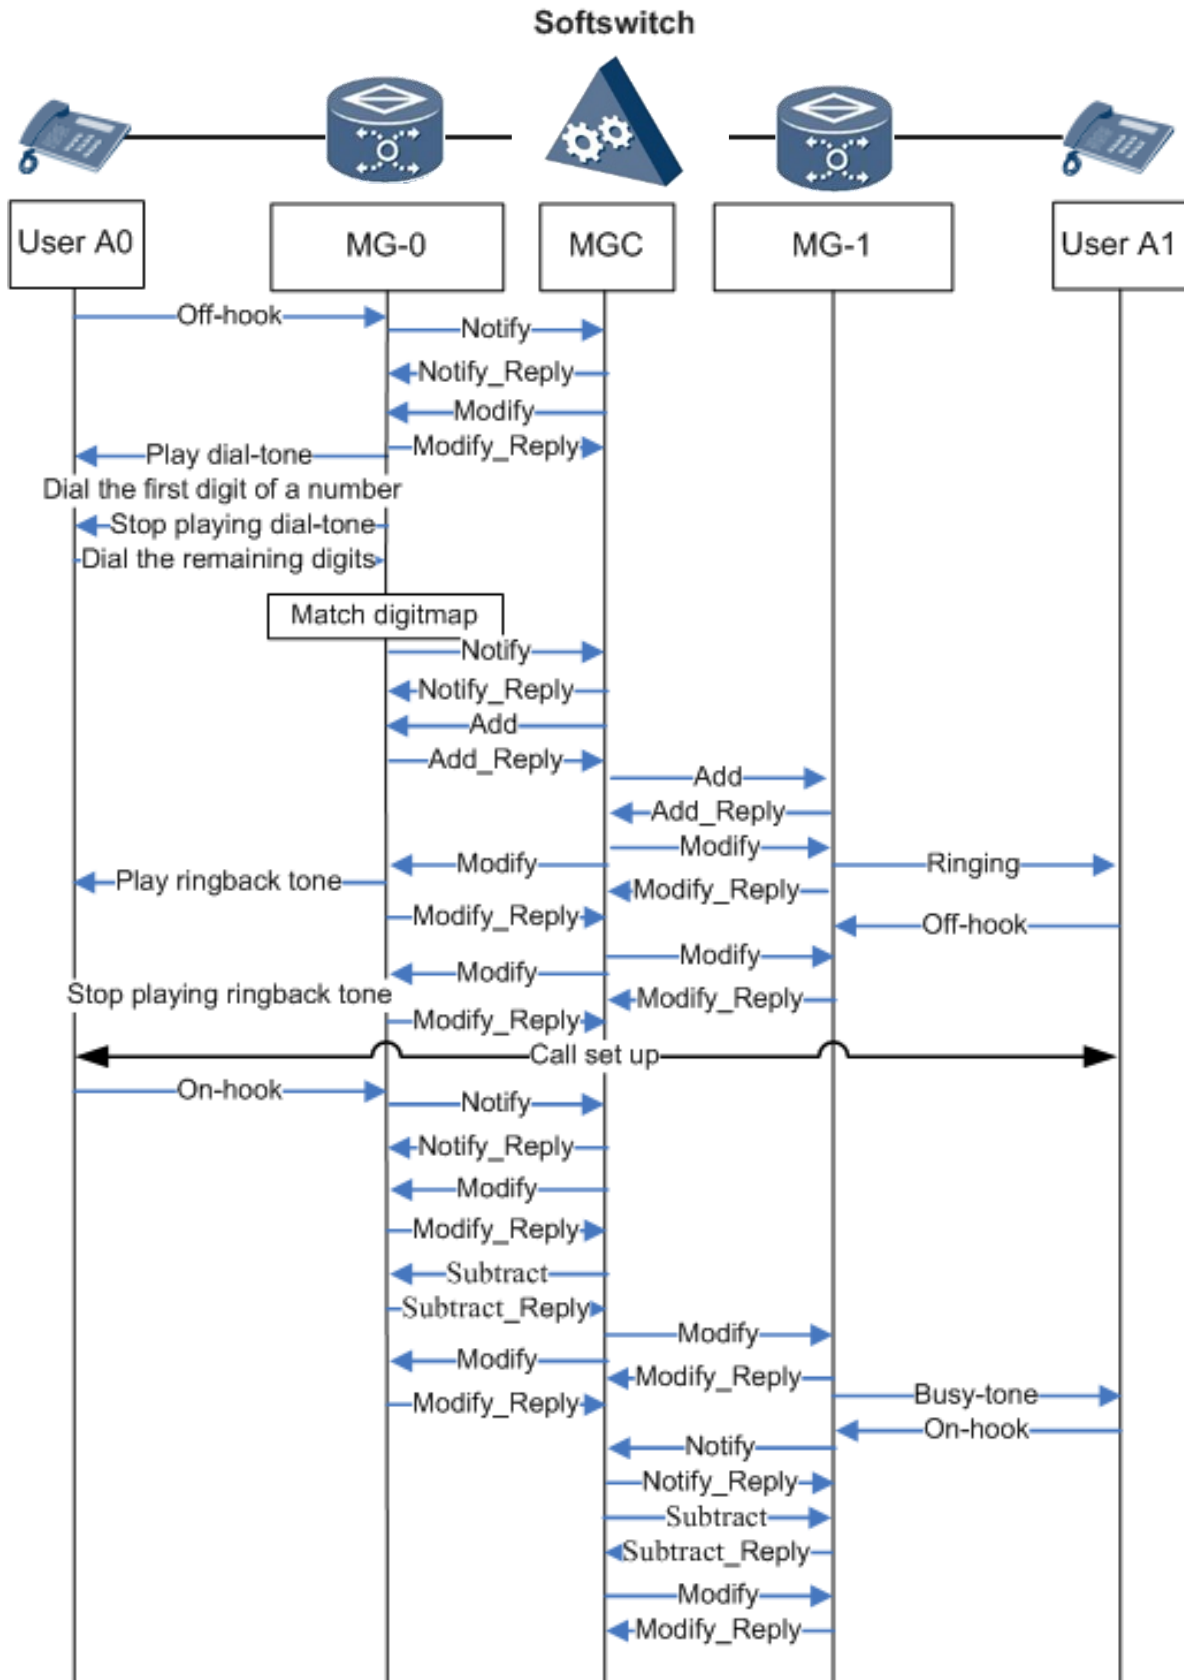 Softswitch
User A0
MG-0
MGC
MG-1
User A1
Off-hook
Notify
Notify_Reply
Modify
Modify_Reply
Play dial-tone
Dial the first digit of a number
Stop playing dial-tone
Dial the remaining digits
Match digitmap
Notify
Notify_Reply
Add
Add_Reply
Add
Add_Reply
Modify
Modify
Ringing
Play ringback tone
Modify_Reply
Modify_Reply
Off-hook
Modify
Modify
Stop playing ringback tone
Modify_Reply
Modify_Reply
Call set up
On-hook
Notify
Notify_Reply
Modify
Modify_Reply
Subtract
Subtract_Reply
Modify
Modify
Modify_Reply
Busy-tone
Modify_Reply
On-hook
Notify
Notify_Reply
Subtract
Subtract_Reply
Modify
Modify_Reply